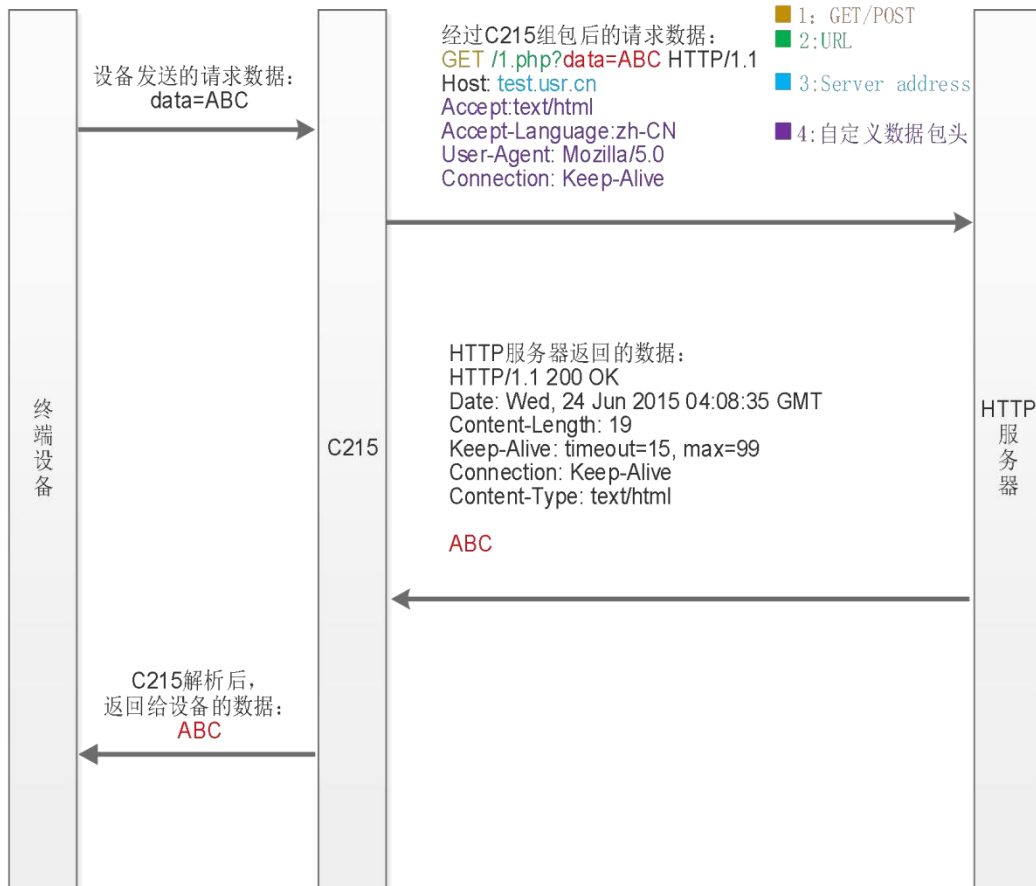 设备发送的请求数据：
data=ABC
经过C215组包后的请求数据：
GET /1.php?data=ABC HTTP/1.1
Host: test.usr.cn
Accept:text/html
Accept-Language:zh-CN
User-Agent: Mozilla/5.0
Connection: Keep-Alive
1: GET/POST
2:URL
3:Server address
4:自定义数据包头
HTTP服务器返回的数据：
HTTP/1.1 200 OK
Date: Wed, 24 Jun 2015 04:08:35 GMT
Content-Length: 19
Keep-Alive: timeout=15, max=99
Connection: Keep-Alive
Content-Type: text/html
ABC
终端设备
C215
HTTP
服务器
C215解析后，
返回给设备的数据：
ABC